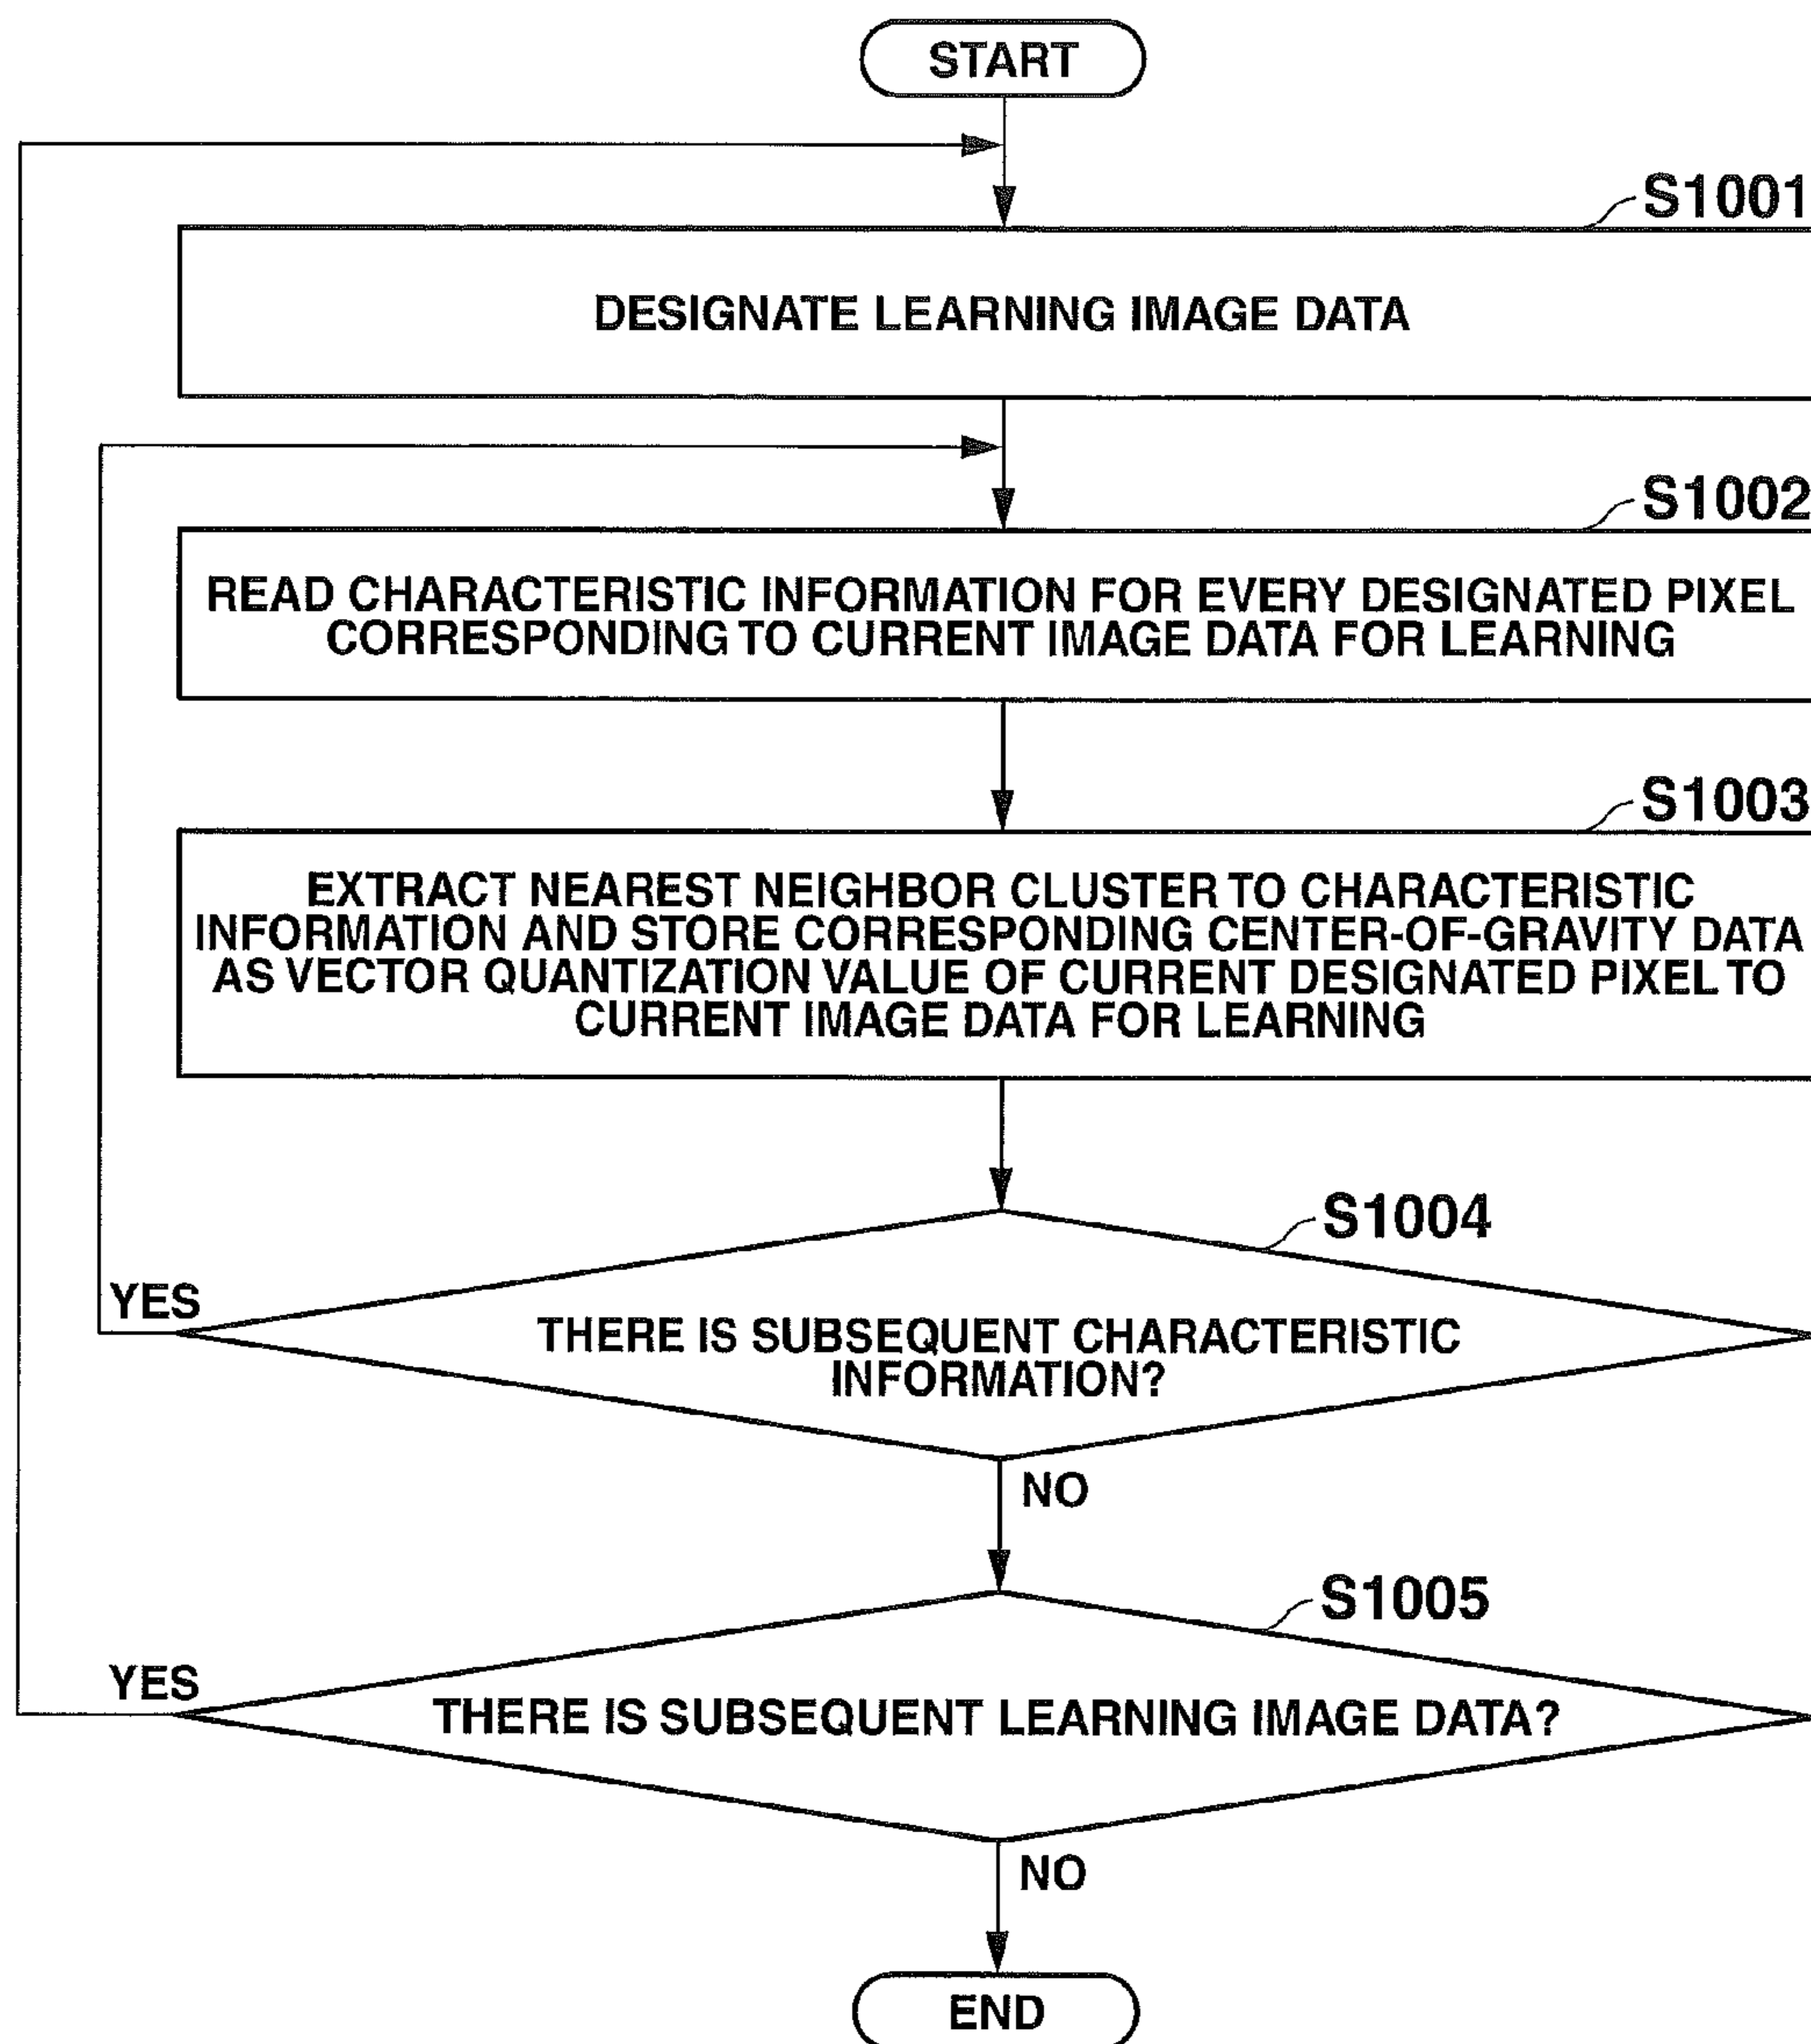 START
S1001
DESIGNATE LEARNING IMAGE DATA
S1002
READ CHARACTERISTIC INFORMATION FOR EVERY DESIGNATED PIXEL
CORRESPONDING TO CURRENT IMAGE DATA FOR LEARNING
S1003
EXTRACT NEAREST NEIGHBOR CLUSTER TO CHARACTERISTIC
INFORMATION AND STORE CORRESPONDING CENTER-OF-GRAVITY DATA
AS VECTOR QUANTIZATION VALUE OF CURRENT DESIGNATED PIXEL TO
CURRENT IMAGE DATA FOR LEARNING
S1004
YES
THERE IS SUBSEQUENT CHARACTERISTIC
INFORMATION?
NO
S1005
YES
THERE IS SUBSEQUENT LEARNING IMAGE DATA?
NO
END